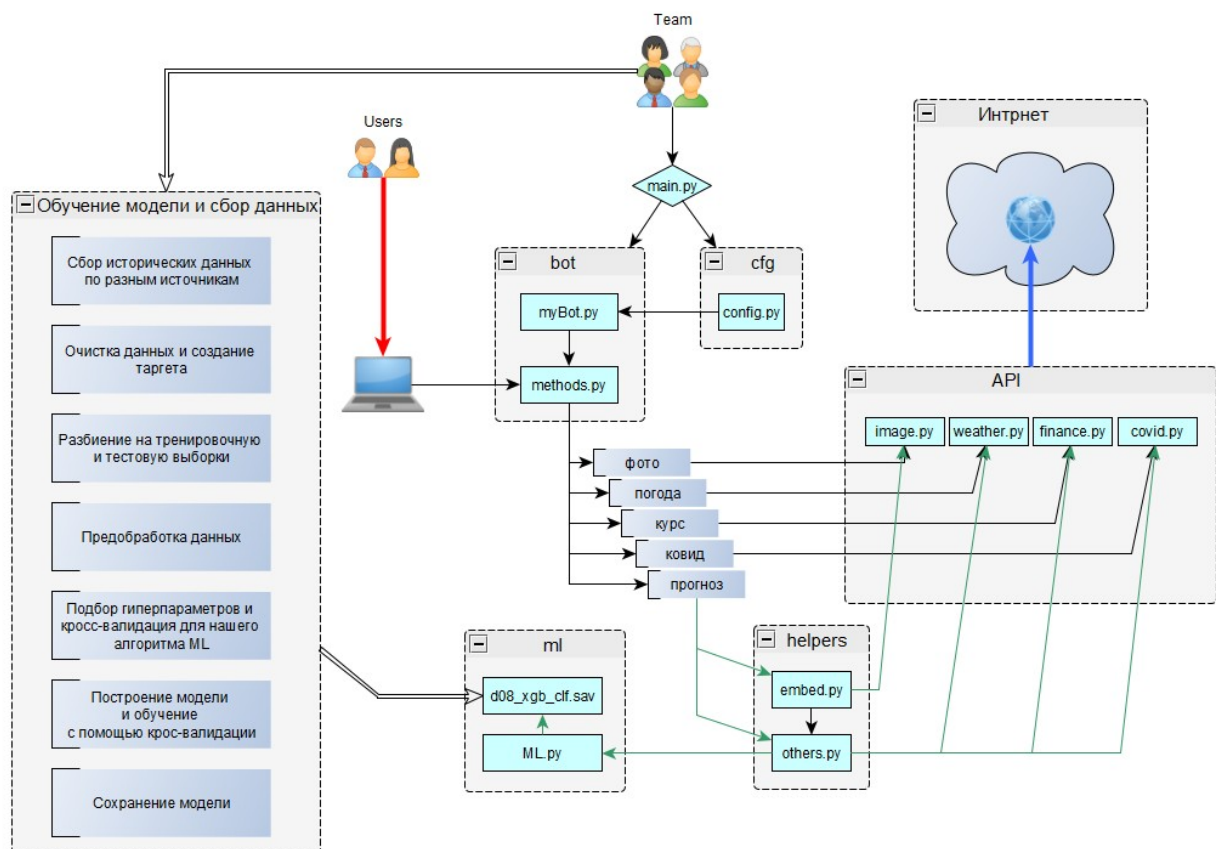 Team
Users
Интрнет
main.py
Обучение модели и сбор данных
Сбор исторических данных
по разным источникам
Очистка данных и создание
таргета
Разбиение на тренировочную
и тестовую выборки
Предобработка данных
Подбор гиперпараметров и
кросс-валидация для нашего
алгоритма ML
Построение модели
и обучение
с помощью крос-валидации
Сохранение модели
bot
myBot.py
methods.py
cfg
config.py
API
image.py
weather.py
finance.py
covid.py
фото
погода
курс
ковид
прогноз
ml
d08_xgb_clf.sav
ML.py
helpers
embed.py
others.py